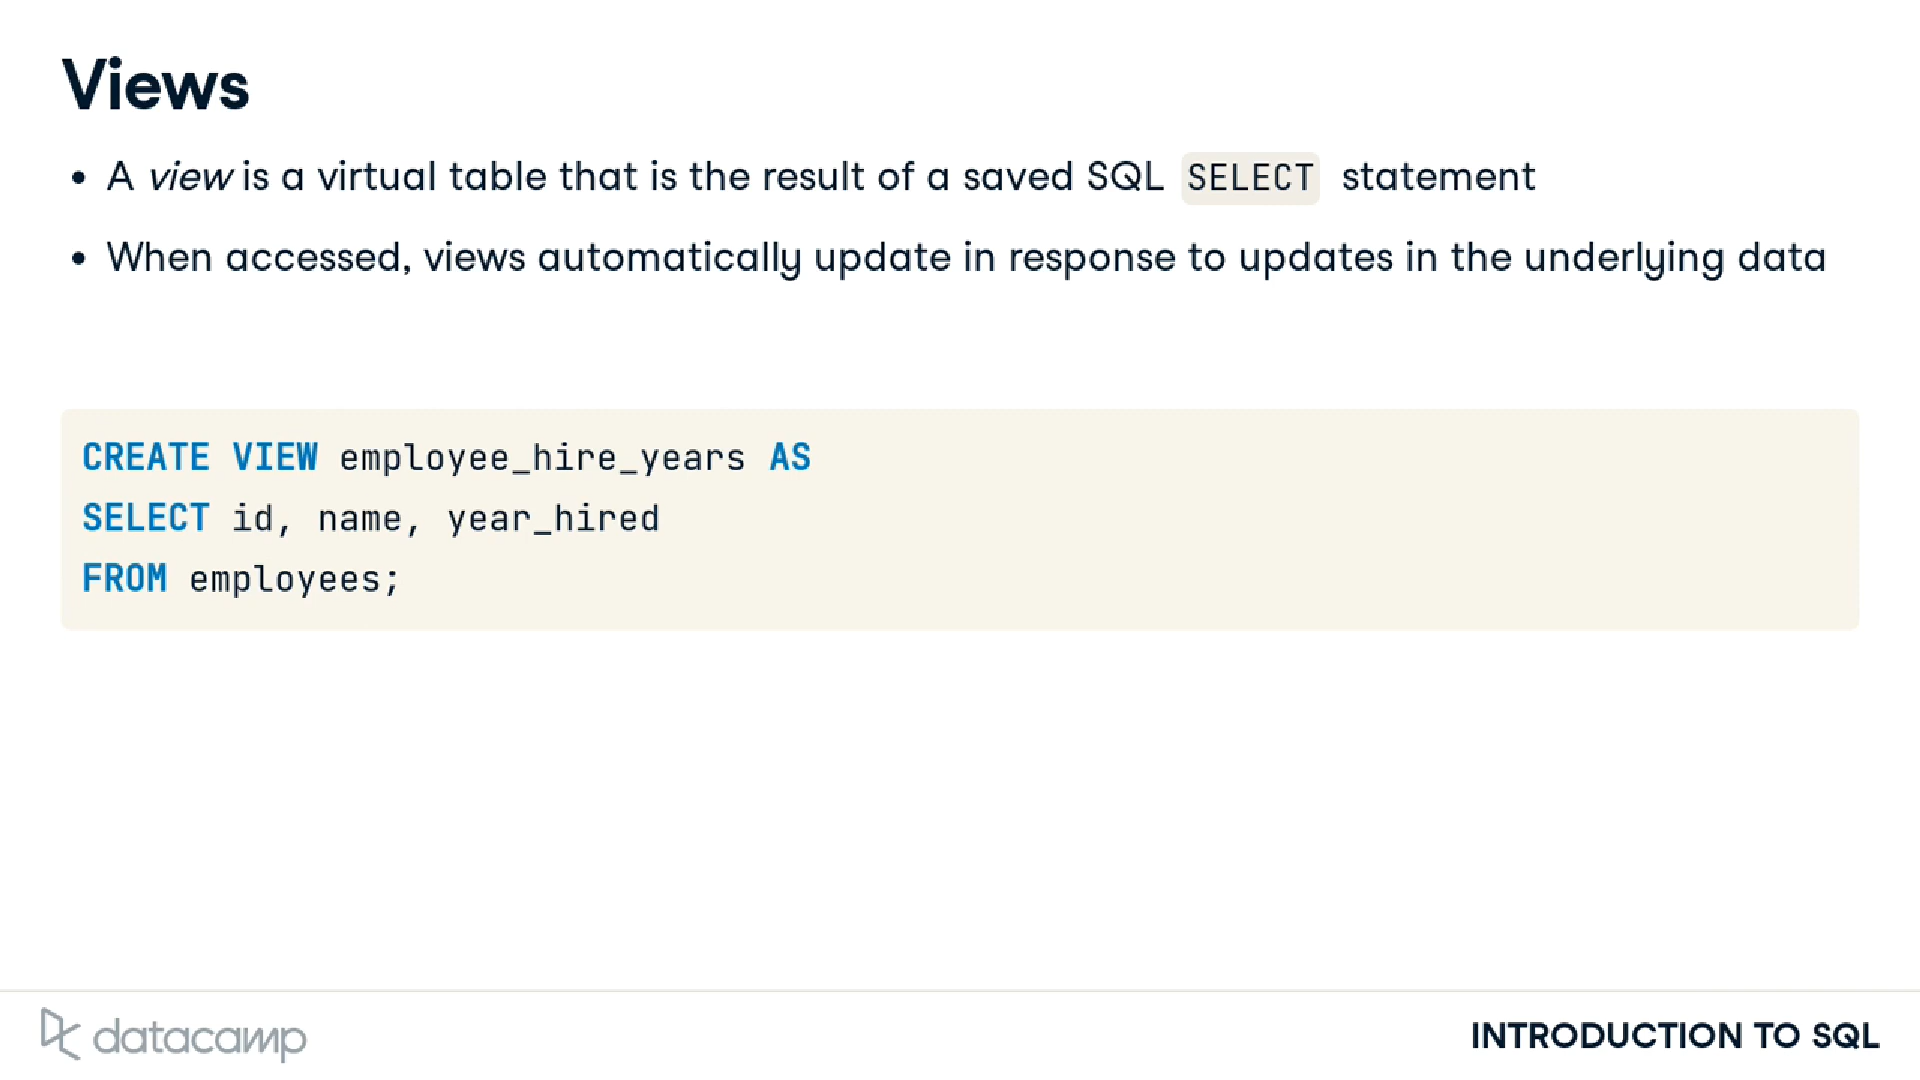 Views
• A view is a virtual table that is the result of a saved SQL SELECT statement
• When accessed, views automatically update in response to updates in the underlying data
CREATE VIEW employee_hire_years AS
SELECT id, name, year_hired
FROM employees;
datacamp
INTRODUCTION TO SQL